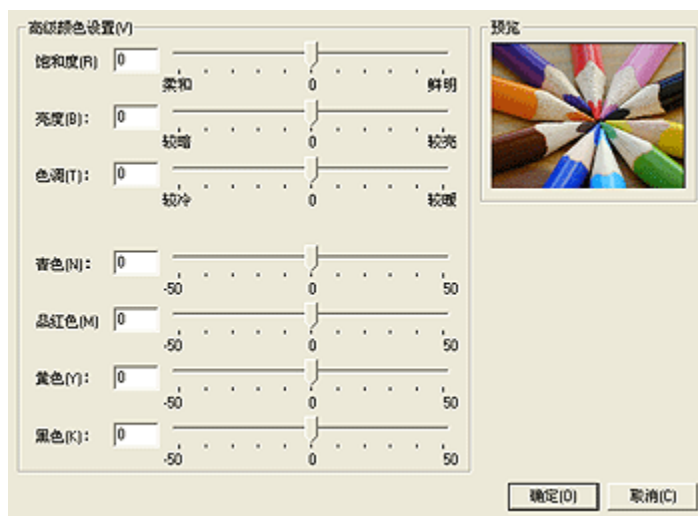 高级颜色设置(V)
预览
饱和度(R) 0
柔和 0 鲜明
亮度(B): 0
较暗 0 较亮
色调(T): 0
较冷 0 较暖
青色(N): 0
-50 0 50
品红色(M) 0
-50 0 50
黄色(Y): 0
-50 0 50
黑色(K): 0
-50 0 50
确定(O) 取消(C)